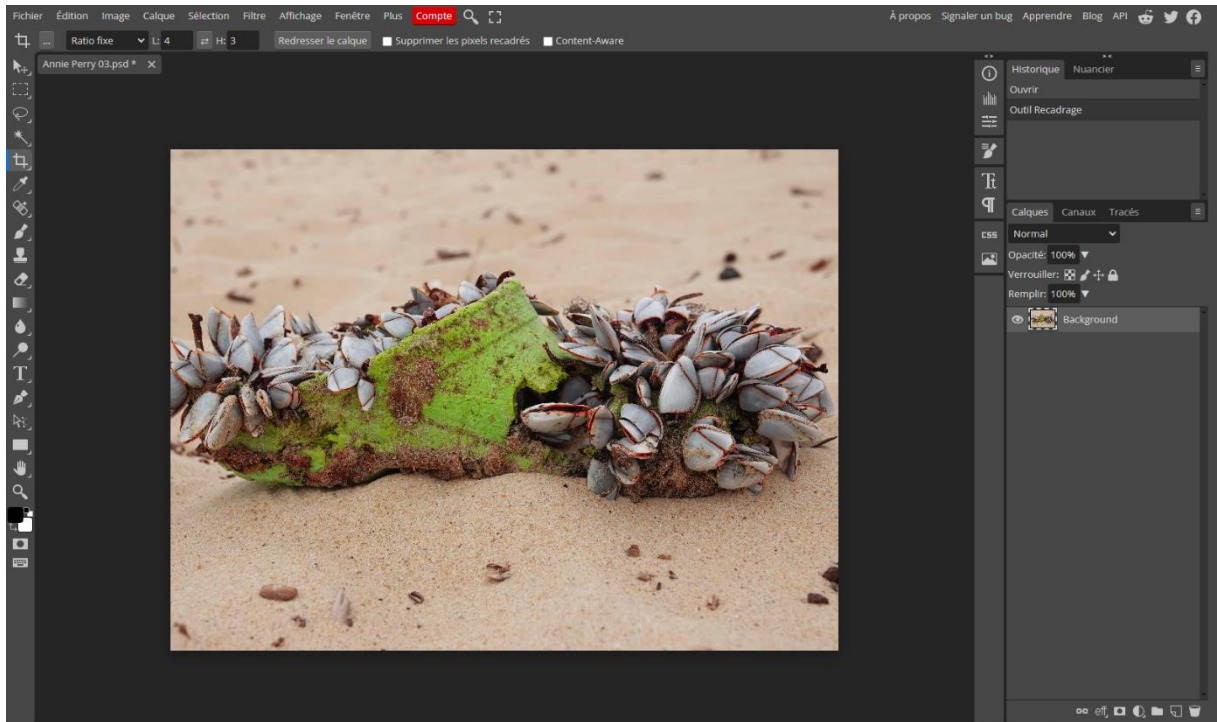 Fichier Édition Image Calque Sélection Filtre Affichage Fenêtre Plus Compte À propos Signaler un bug Apprendre Blog API
... Ratio fixe L: 4 H: 3 Redresser le calque Supprimer les pixels recadrés Content-Aware
Annie Perry 03.psd *
Historique Nuancier
Ouvrir
Outil Recadrage
Calques Canaux Tracés
CSS Normal
Opacité: 100%
Verrouiller:
Remplir: 100%
Background
eff